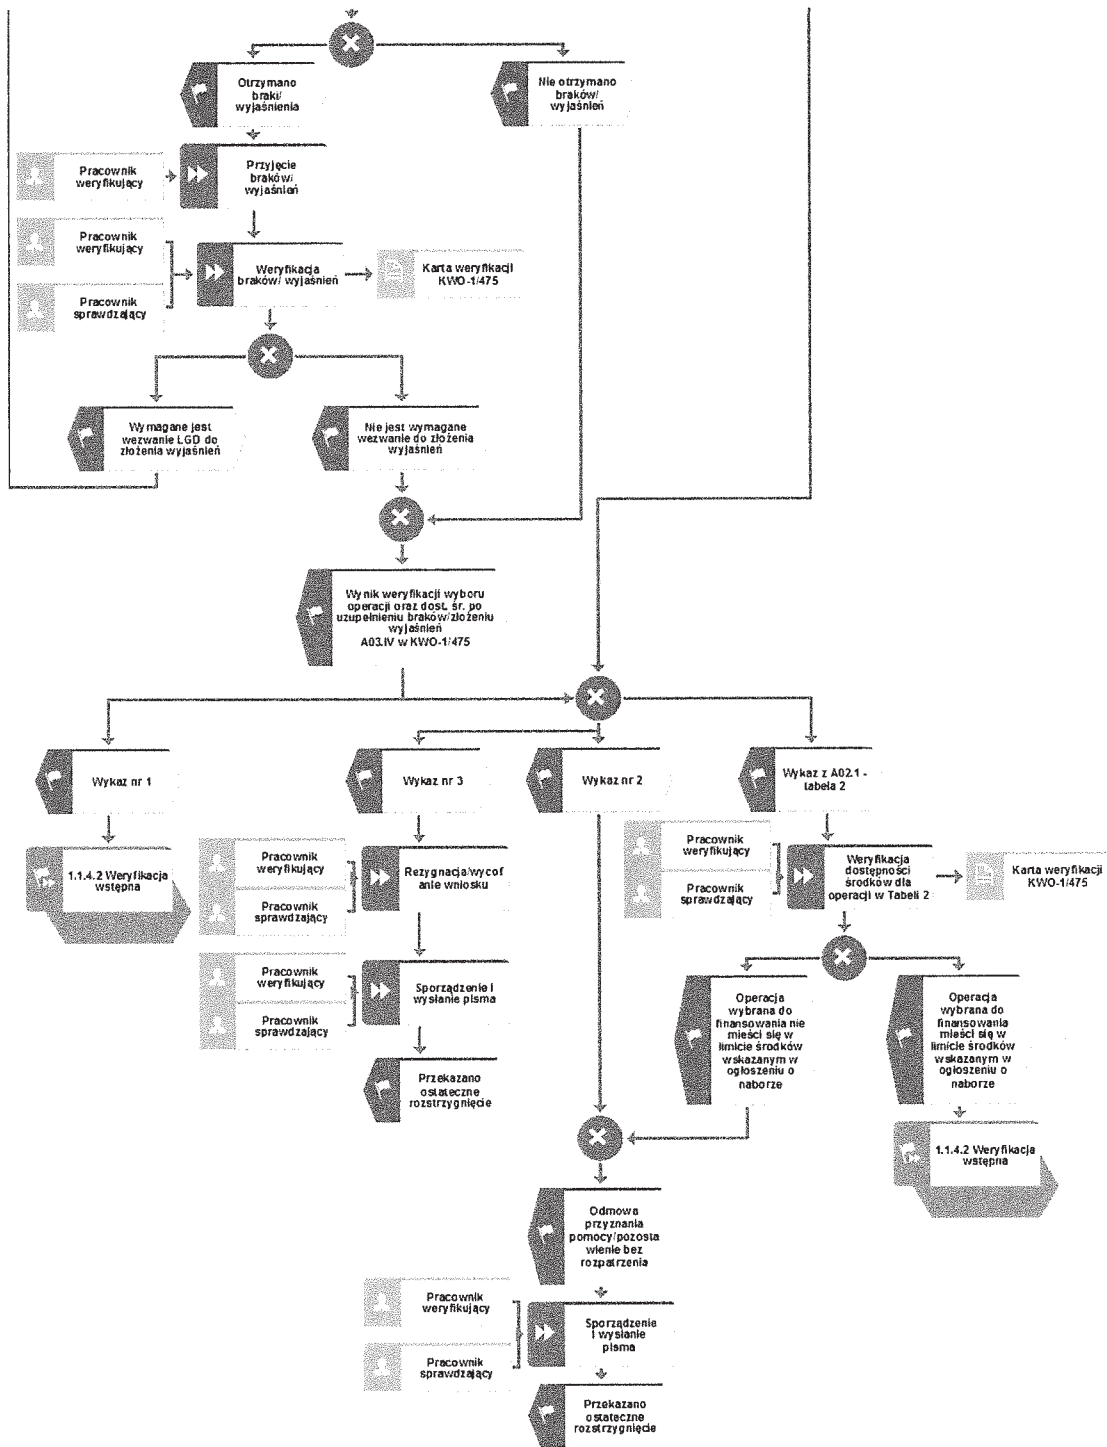 Otrzymano
braki/
wyjaśnienia
Nie otrzymano
braków/
wyjaśnień
Pracownik
weryfikujący
Przyjęcie
braków/
wyjaśnień
Pracownik
weryfikujący
Pracownik
sprawdzający
Weryfikacja
braków/ wyjaśnień
Karta weryfikacji
KWO-1/475
Wymagane jest
wezwanie LGD do
złożenia wyjaśnień
Nie jest wymagane
wezwanie do złożenia
wyjaśnień
Wynik weryfikacji wyboru
operacji oraz dost. śr. po
uzupełnieniu braków/złożeniu
wyjaśnień
A03.IV w KWO-1/475
Wykaz nr 1
Wykaz nr 3
Wykaz nr 2
Wykaz z A02.1 -
tabela 2
1.1.4.2 Weryfikacja
wstępna
Pracownik
weryfikujący
Pracownik
sprawdzający
Rezygnacja/wycof
anie wniosku
Pracownik
weryfikujący
Pracownik
sprawdzający
Weryfikacja
dostępności
środków dla
operacji w Tabeli 2
Karta weryfikacji
KWO-1/475
Pracownik
weryfikujący
Pracownik
sprawdzający
Sporządzenie i
wysłanie pisma
Przekazano
ostateczne
rozstrzygnięcie
Operacja
wybrana do
finansowania nie
mieści się w
limicie środków
wskazanym w
ogłoszeniu o
naborze
Operacja
wybrana do
finansowania
mieści się w
limicie środków
wskazanym w
ogłoszeniu o
naborze
1.1.4.2 Weryfikacja
wstępna
Odmowa
przyznania
pomocy/pozosta
wienie bez
rozpatrzenia
Pracownik
weryfikujący
Pracownik
sprawdzający
Sporządzenie
i wysłanie
pisma
Przekazano
ostateczne
rozstrzygnięcie